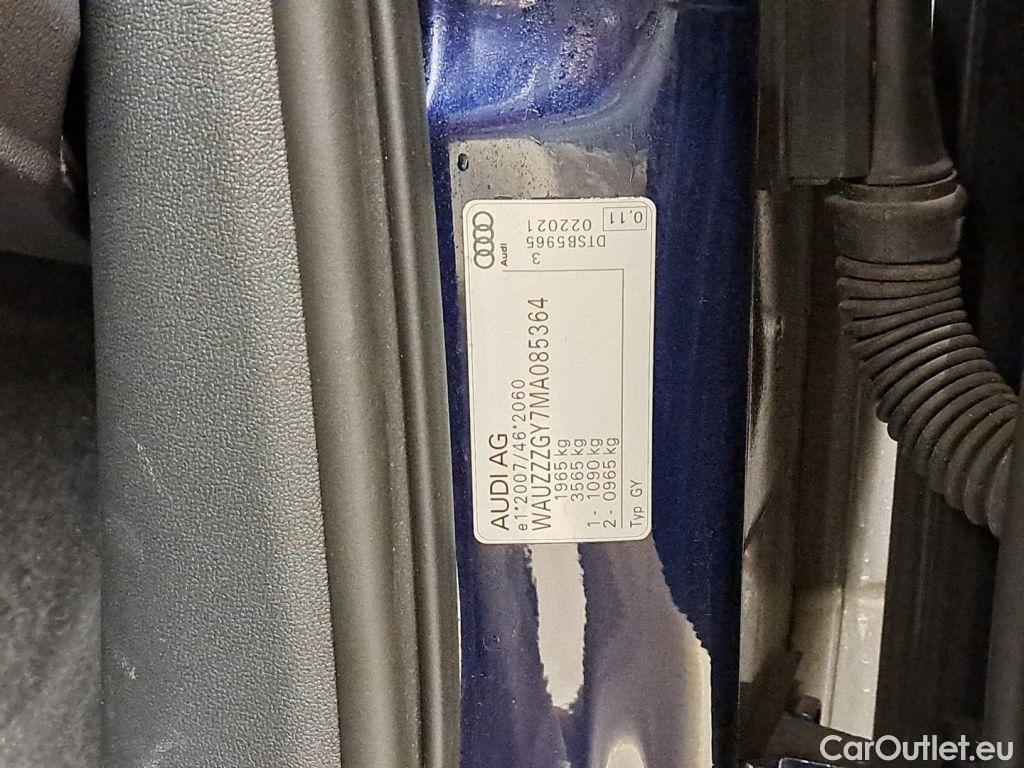 AUDI AG
e1*2007/46*2060
WAUZZZGY7MA085364
1965 kg
3565 kg
1 - 1090 kg
2 - 0965 kg
Typ GY
Audi
3
DTSB5965
022021
0.11
CarOutlet.eu